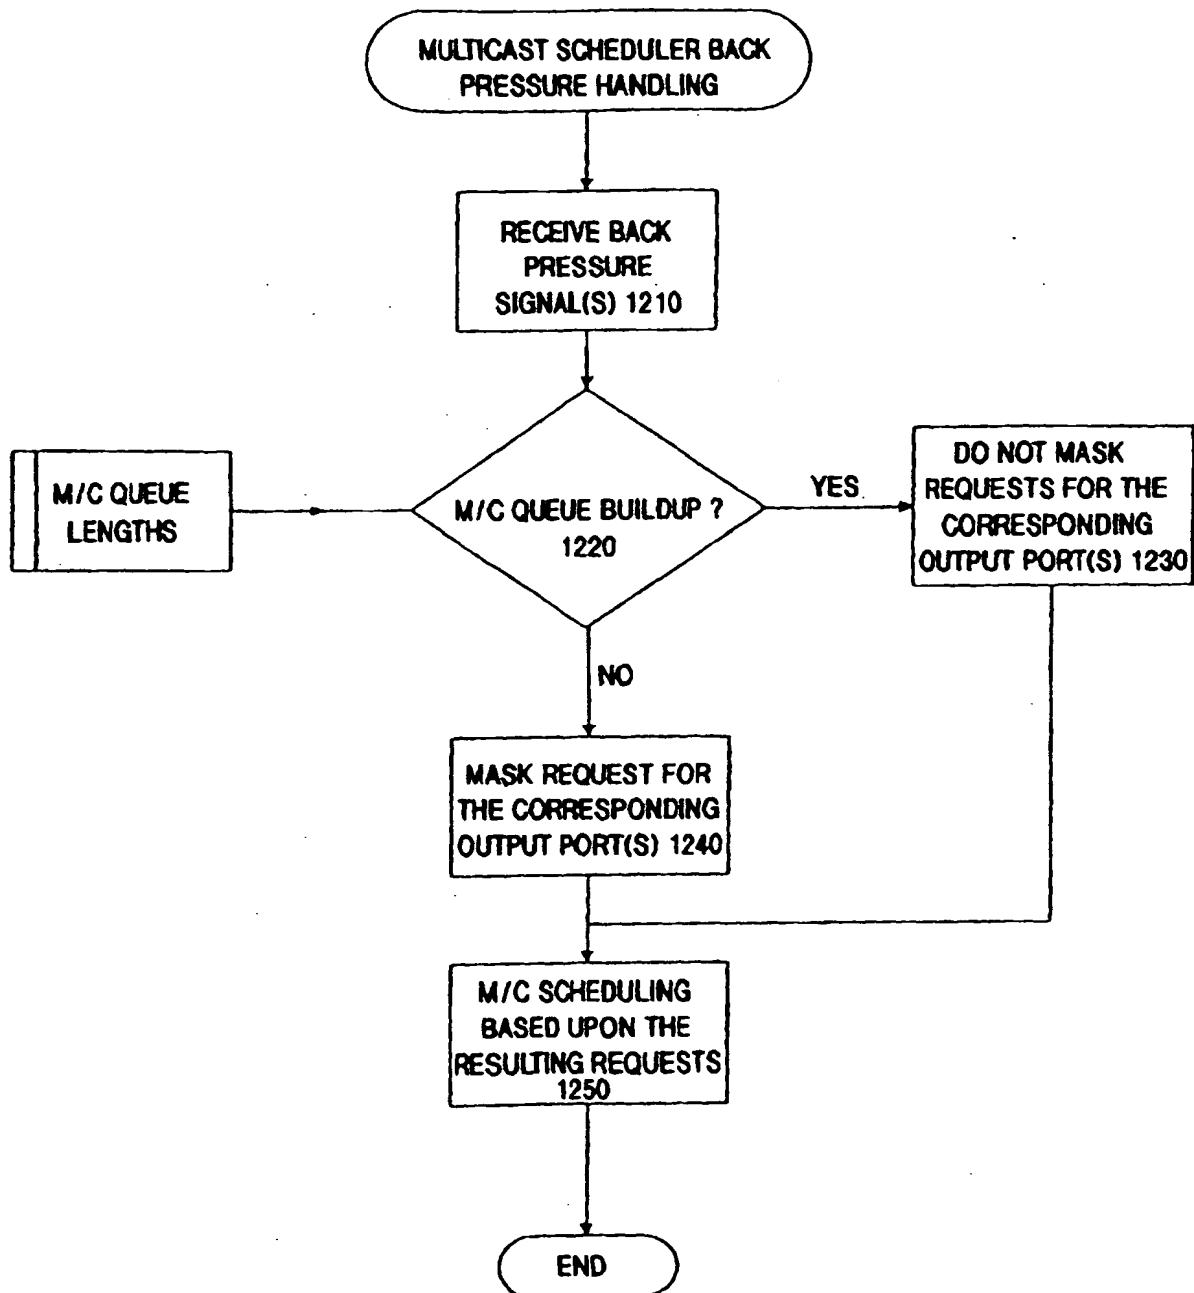 MULTICAST SCHEDULER BACK
PRESSURE HANDLING
RECEIVE BACK
PRESSURE
SIGNAL(S) 1210
M/C QUEUE
LENGTHS
M/C QUEUE BUILDUP ?
1220
YES
DO NOT MASK
REQUESTS FOR THE
CORRESPONDING
OUTPUT PORT(S) 1230
NO
MASK REQUEST FOR
THE CORRESPONDING
OUTPUT PORT(S) 1240
M/C SCHEDULING
BASED UPON THE
RESULTING REQUESTS
1250
END